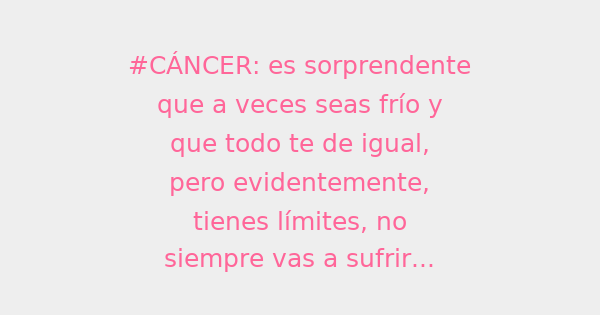 #CÁNCER: es sorprendente
que a veces seas frío y
que todo te de igual,
pero evidentemente,
tienes límites, no
siempre vas a sufrir...